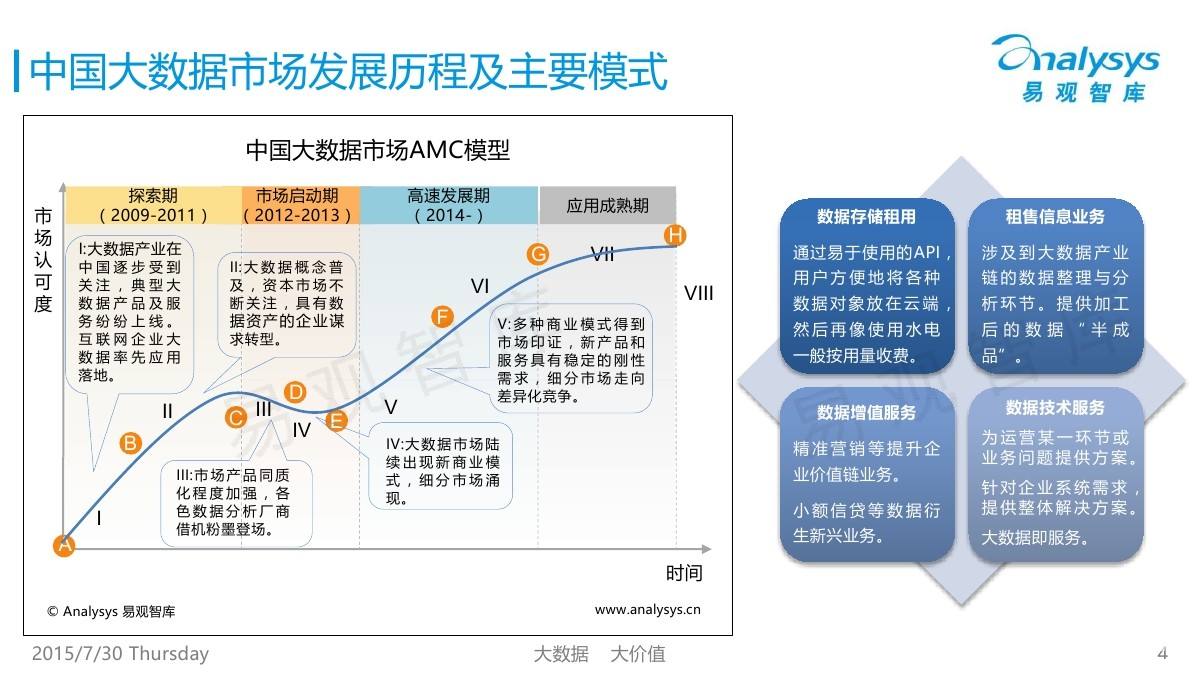 中国大数据市场发展历程及主要模式
Analysys
易观智库
中国大数据市场AMC模型
探索期
（2009-2011）
市场启动期
（2012-2013）
高速发展期
（2014-）
应用成熟期
市场认可度
I:大数据产业在
中国逐步受到
关注，典型大
数据产品及服
务纷纷上线。
互联网企业大
数据率先应用
落地。
II:大数据概念普
及，资本市场不
断关注，具有数
据资产的企业谋
求转型。
III:市场产品同质
化程度加强，各
色数据分析厂商
借机粉墨登场。
IV:大数据市场陆
续出现新商业模
式，细分市场涌
现。
V:多种商业模式得到
市场印证，新产品和
服务具有稳定的刚性
需求，细分市场走向
差异化竞争。
A
B
C
D
E
F
G
H
I
II
III
IV
V
VI
VII
VIII
时间
© Analysys 易观智库
www.analysys.cn
数据存储租用
通过易于使用的API，
用户方便地将各种
数据对象放在云端，
然后再像使用水电
一般按用量收费。
租售信息业务
涉及到大数据产业
链的数据整理与分
析环节。提供加工
后的数据“半成
品”。
数据增值服务
精准营销等提升企
业价值链业务。
小额信贷等数据衍
生新兴业务。
数据技术服务
为运营某一环节或
业务问题提供方案。
针对企业系统需求，
提供整体解决方案。
大数据即服务。
易观智库
易观智库
2015/7/30 Thursday
大数据 大价值
4